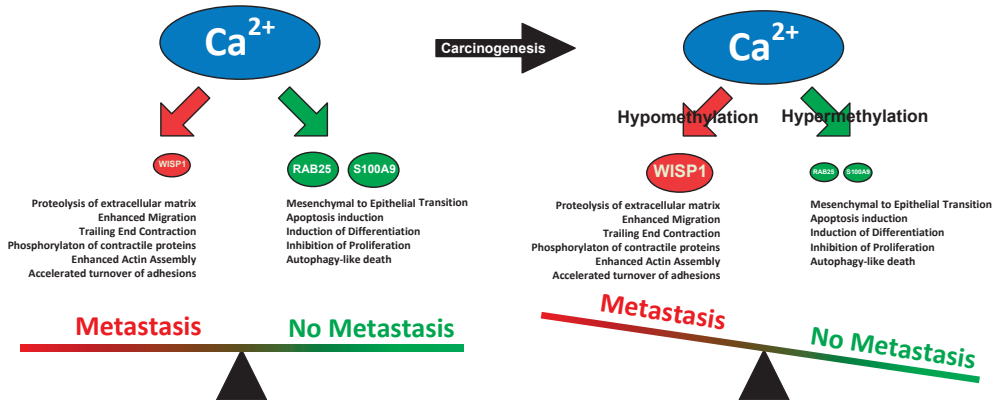 Ca2+
WISP1
RAB25
S100A9
Proteolysis of extracellular matrix
Enhanced Migration
Trailing End Contraction
Phosphorylaton of contractile proteins
Enhanced Actin Assembly
Accelerated turnover of adhesions
Mesenchymal to Epithelial Transition
Apoptosis induction
Induction of Differentiation
Inhibition of Proliferation
Autophagy-like death
Metastasis
No Metastasis
Carcinogenesis
Ca2+
Hypomethylation
Hypermethylation
WISP1
RAB25
S100A9
Proteolysis of extracellular matrix
Enhanced Migration
Trailing End Contraction
Phosphorylaton of contractile proteins
Enhanced Actin Assembly
Accelerated turnover of adhesions
Mesenchymal to Epithelial Transition
Apoptosis induction
Induction of Differentiation
Inhibition of Proliferation
Autophagy-like death
Metastasis
No Metastasis